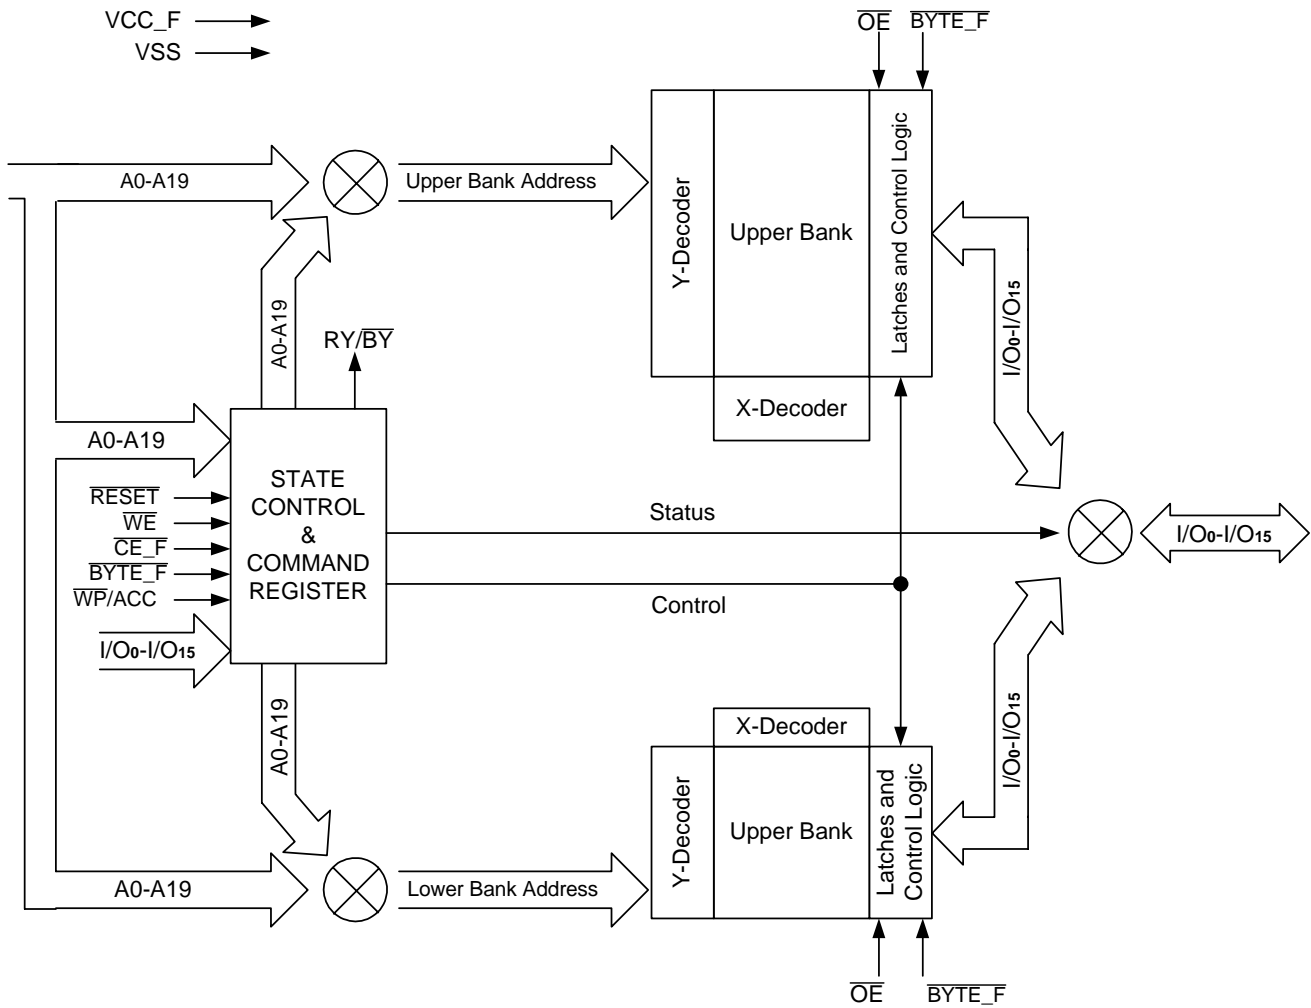 VCC_F
VSS
OE
BYTE_F
A0-A19
Upper Bank Address
Y-Decoder
Upper Bank
Latches and Control Logic
X-Decoder
I/O0-I/O15
A0-A19
RY/BY
A0-A19
RESET
WE
CE_F
BYTE_F
WP/ACC
I/O0-I/O15
STATE
CONTROL
&
COMMAND
REGISTER
Status
Control
I/O0-I/O15
A0-A19
X-Decoder
Y-Decoder
Upper Bank
Latches and
Control Logic
I/O0-I/O15
A0-A19
Lower Bank Address
OE
BYTE_F